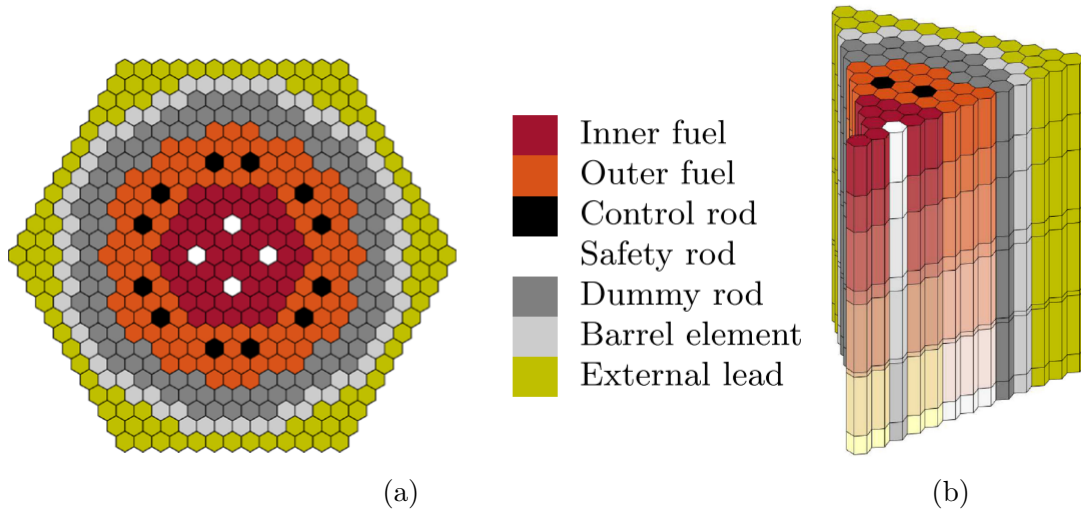 Inner fuel
Outer fuel
Control rod
Safety rod
Dummy rod
Barrel element
External lead
(a)
(b)